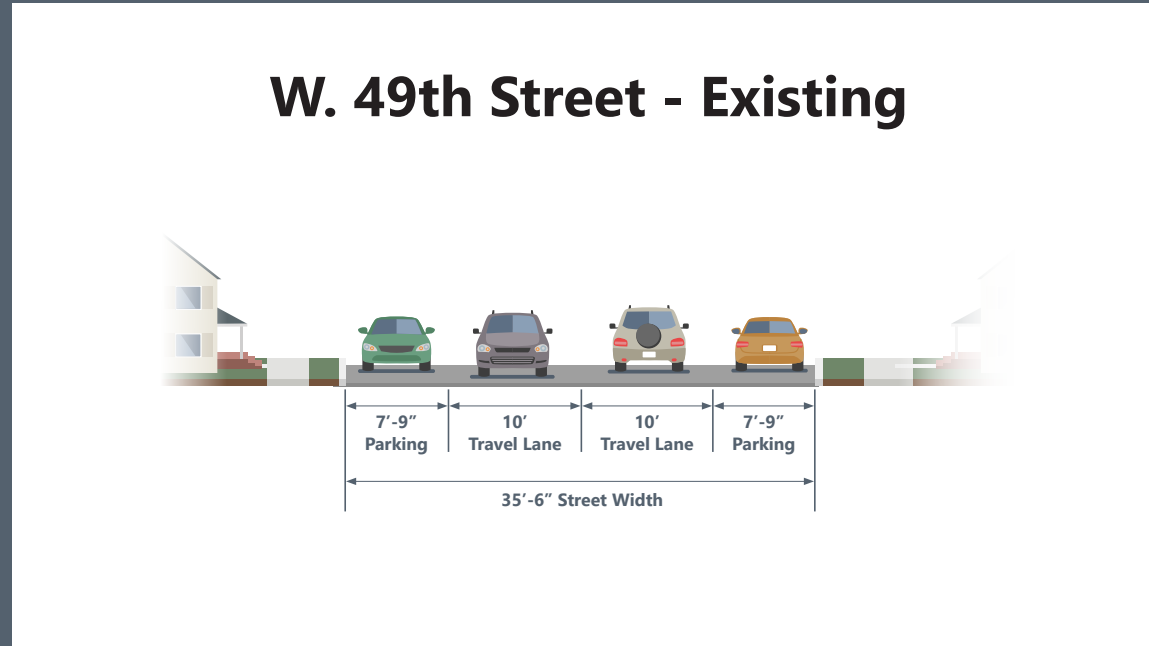 W. 49th Street - Existing
7’-9” 10’ 10’ 7’-9”
Parking Travel Lane Travel Lane Parking
35’-6” Street Width